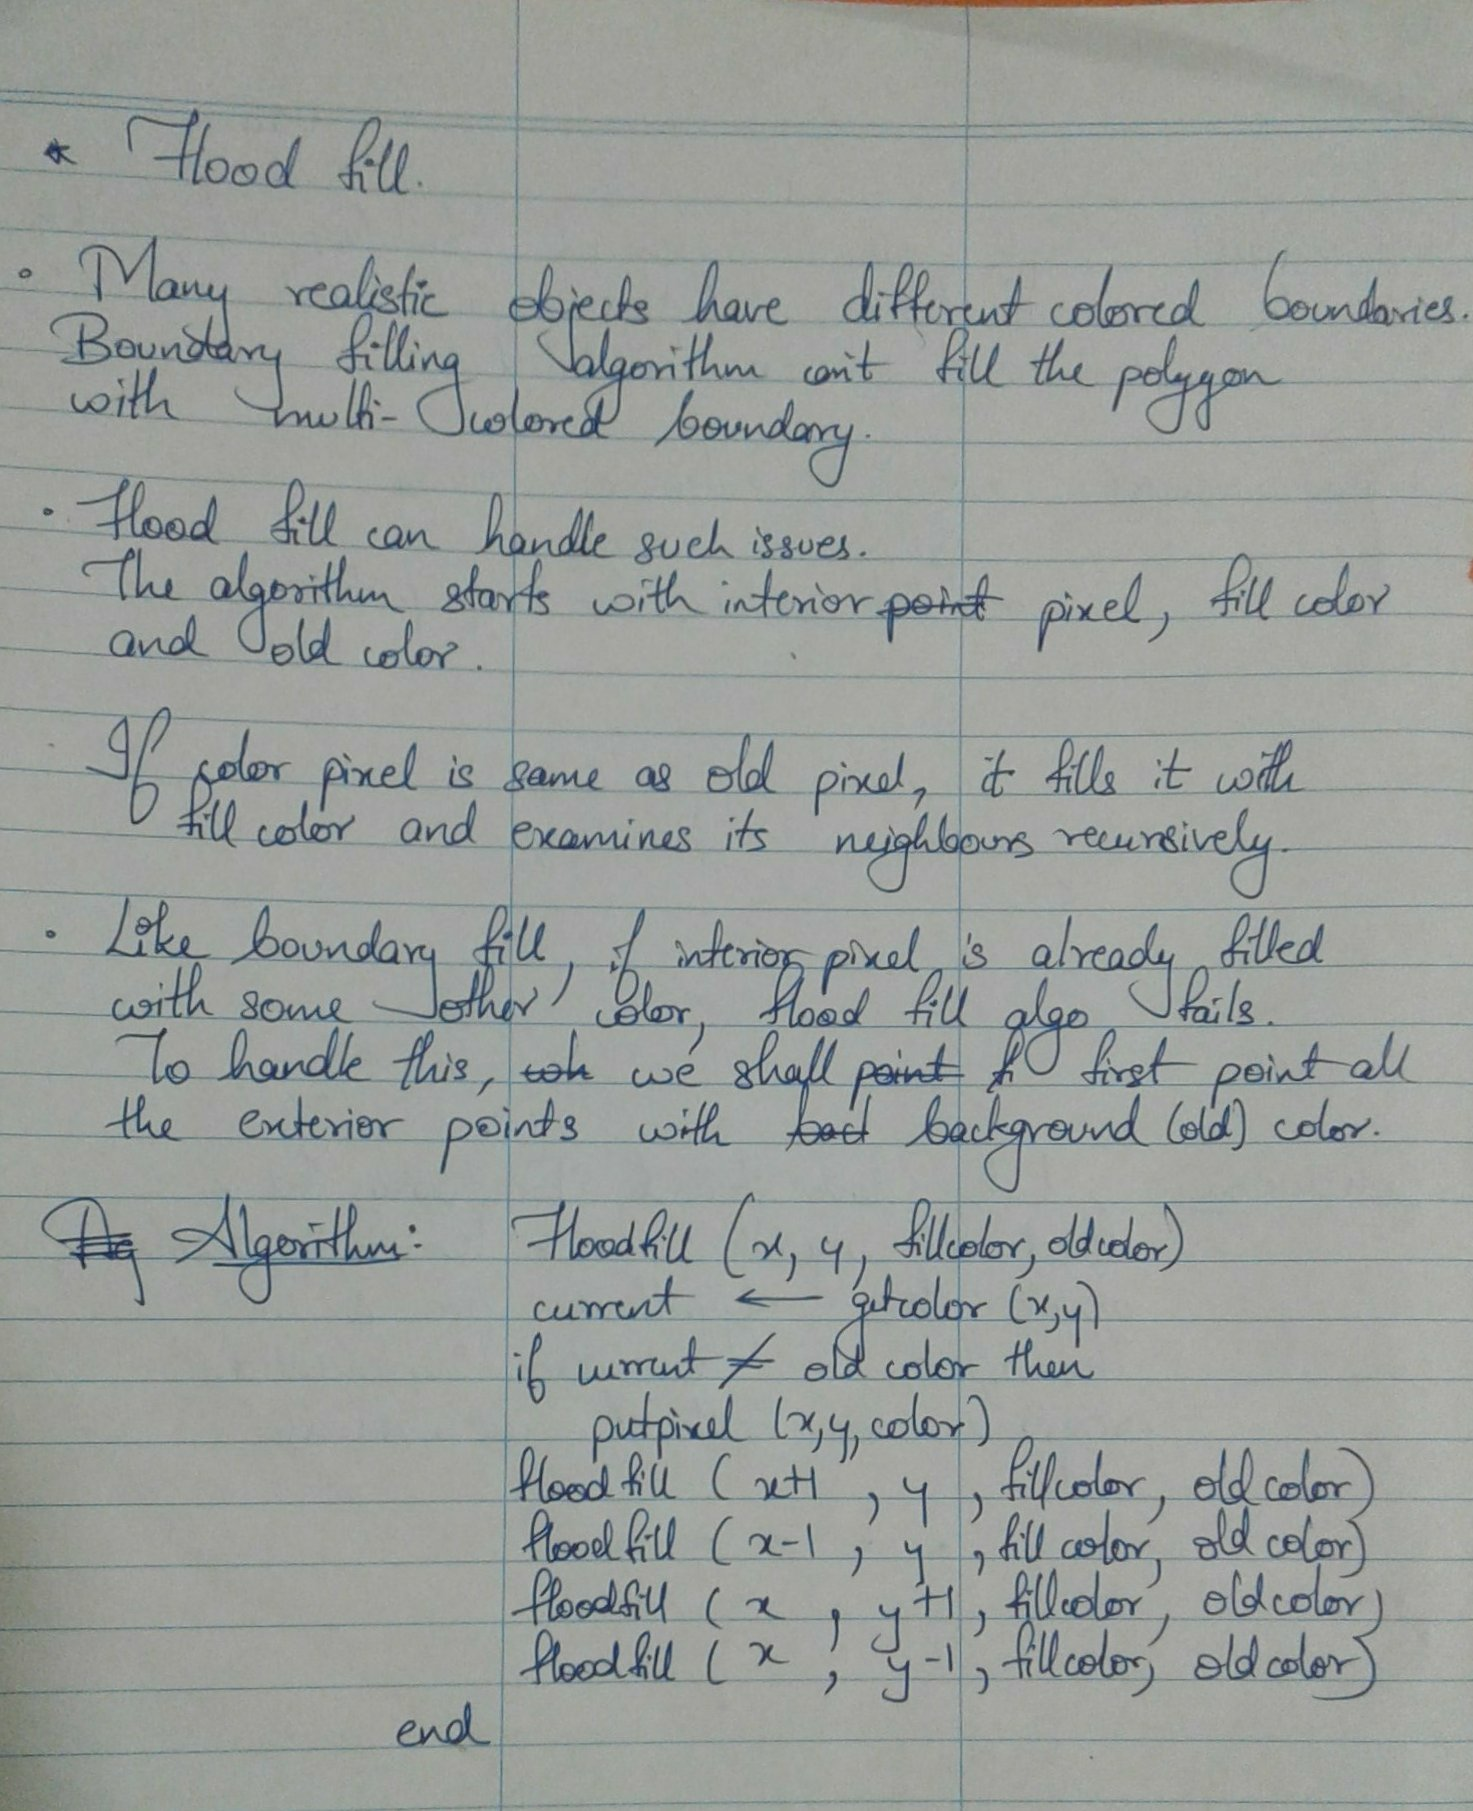 * Flood fill.
• Many realistic objects have different colored boundaries.
Boundary filling algorithm can't fill the polygon
with multi-colored boundary.
• Flood fill can handle such issues.
The algorithm starts with interior point pixel, fill color
and old color.
If color pixel is same as old pixel, it fills it with
fill color and examines its neighbours recursively.
• Like boundary fill, if interior pixel is already filled
with some other color, flood fill algo fails.
To handle this, we shall point first point all
the exterior points with background (old) color.
Algorithm: Floodfill (x, y, fillcolor, oldcolor)
current ← getcolor (x,y)
if current ≠ old color then
putpixel (x,y,color)
floodfill (x+1, y, fillcolor, old color)
floodfill (x-1, y, fill color, old color)
floodfill (x, y+1, fillcolor, oldcolor)
floodfill (x, y-1, fillcolor, old color)
end